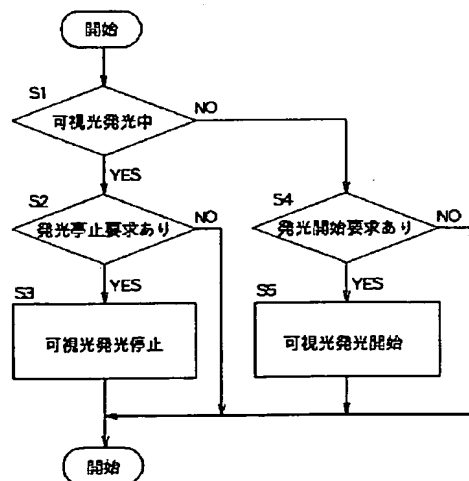 開始
S1
可視光発光中
NO
YES
S2
発光停止要求あり
NO
S4
発光開始要求あり
NO
YES
YES
S3
可視光発光停止
S5
可視光発光開始
開始